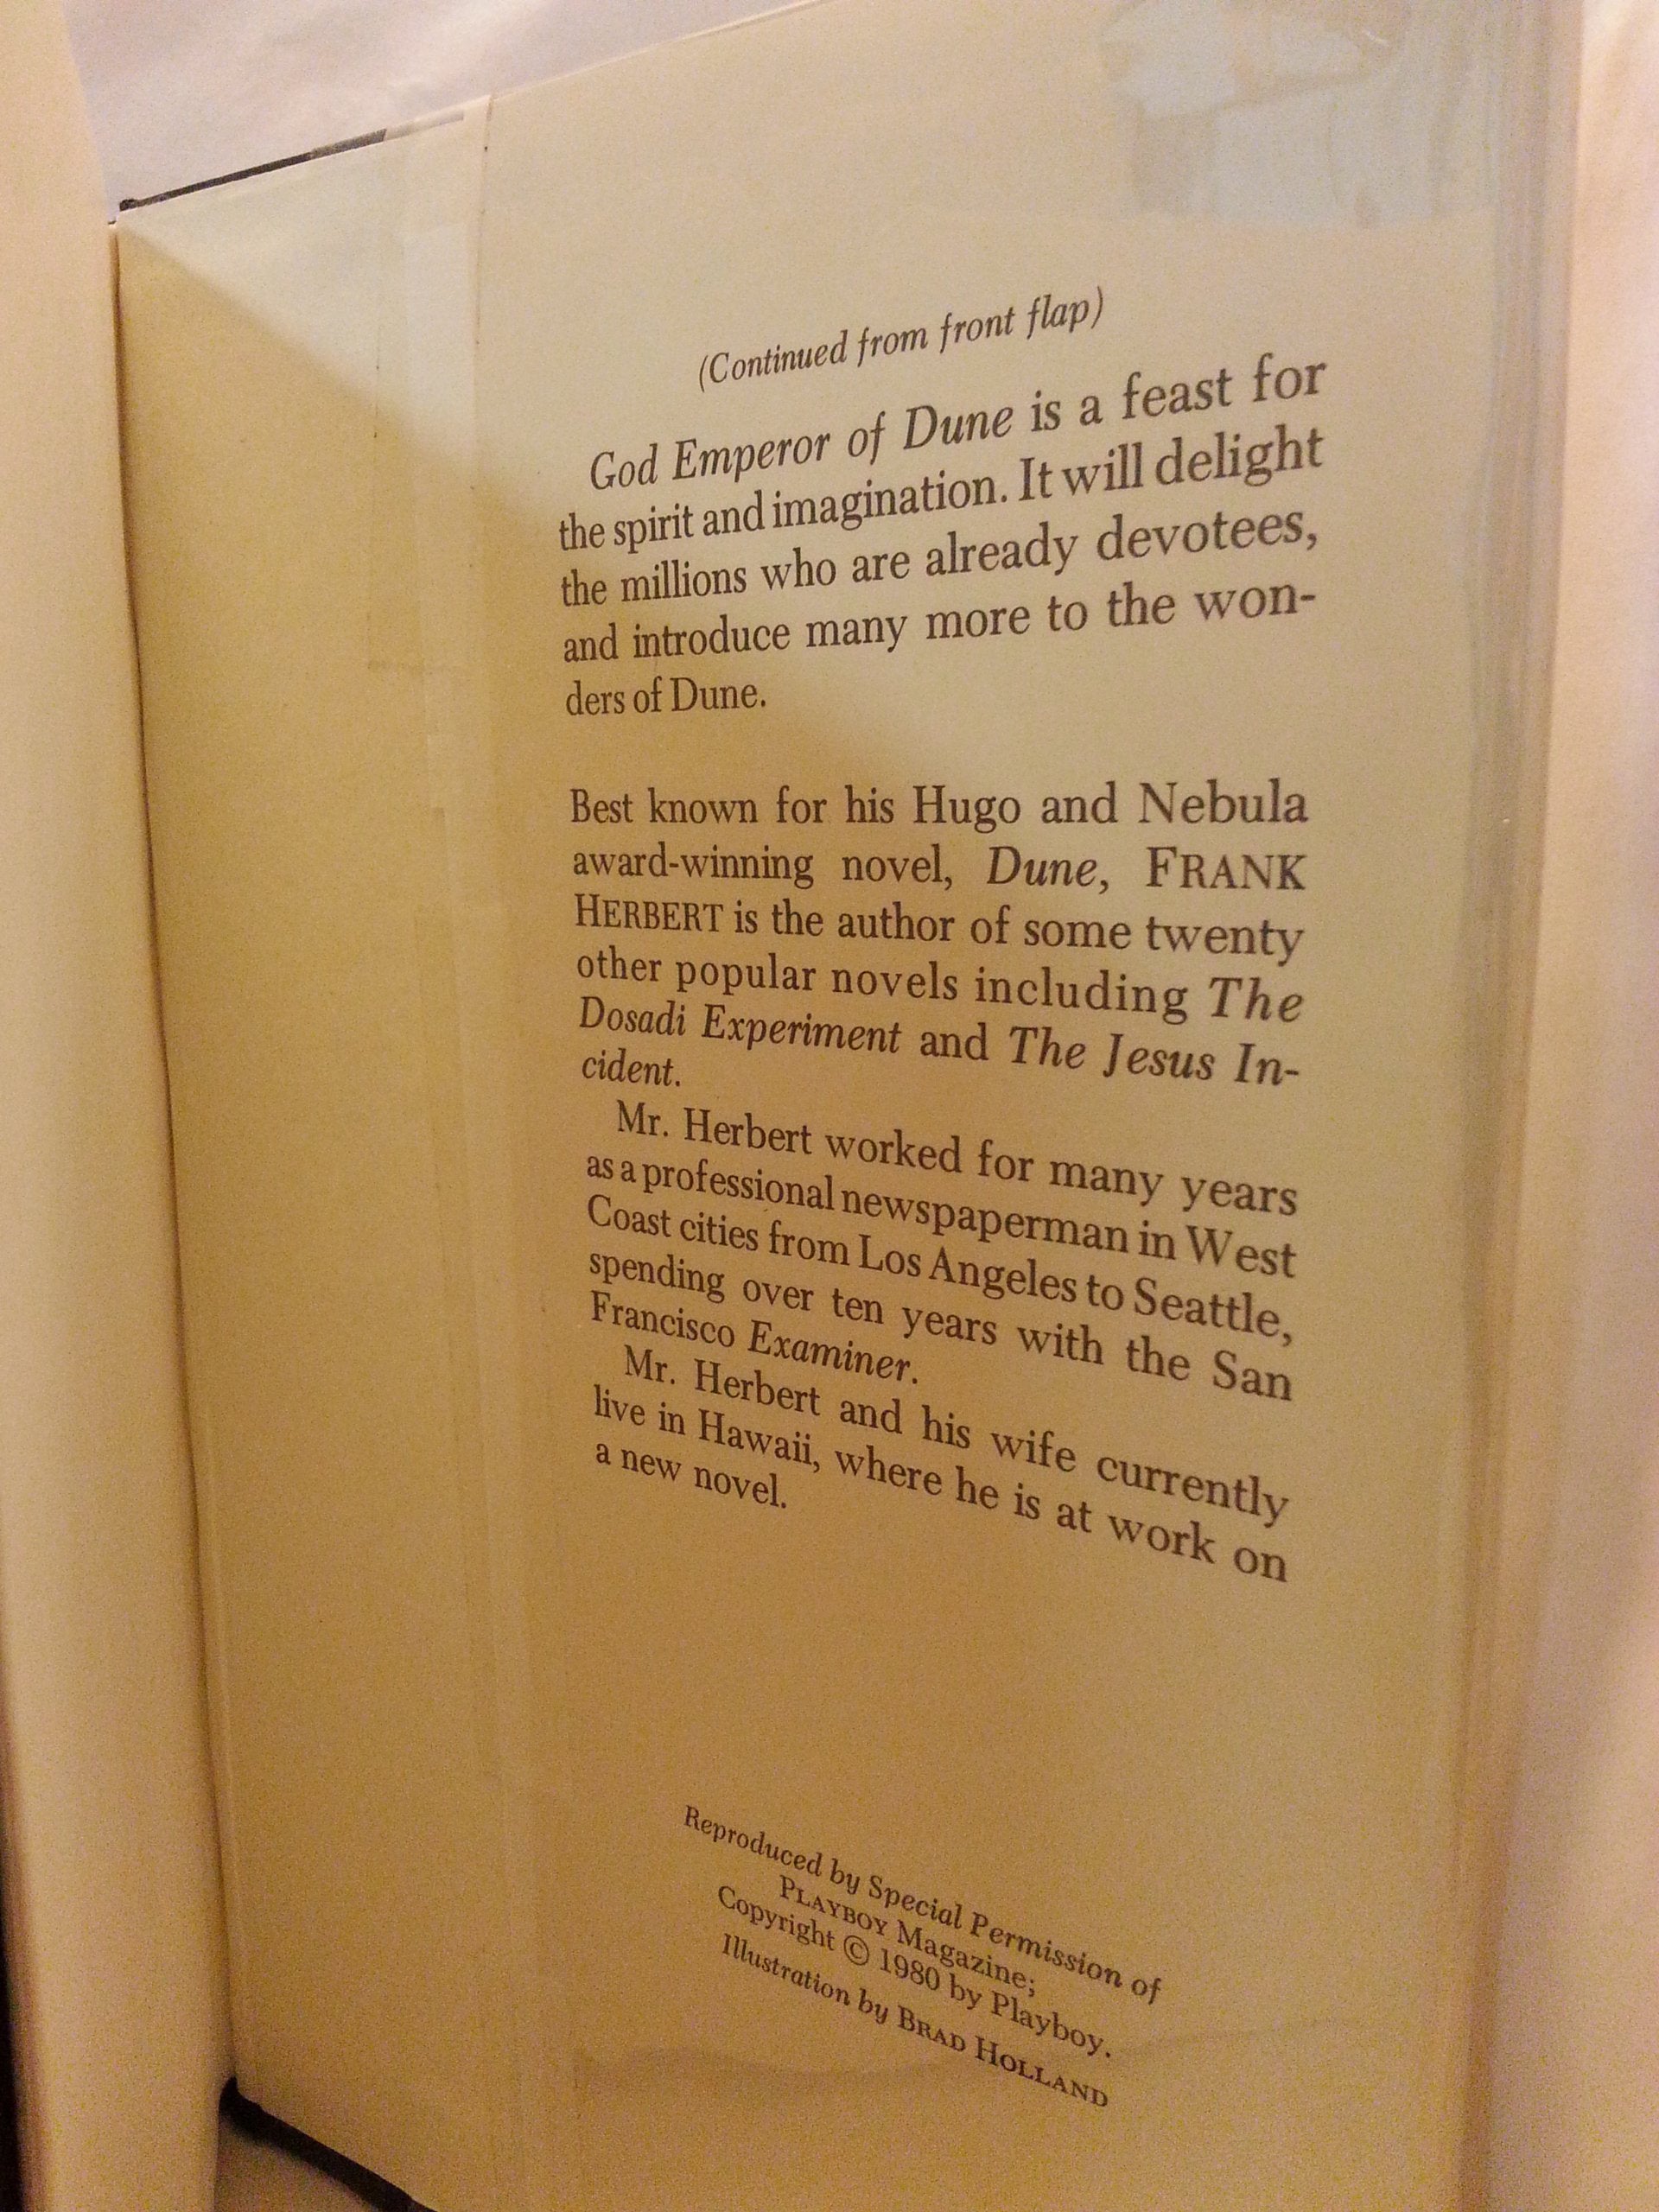 (Continued from front flap)
God Emperor of Dune is a feast for
the spirit and imagination. It will delight
the millions who are already devotees,
and introduce many more to the won-
ders of Dune.
Best known for his Hugo and Nebula
award-winning novel, Dune, FRANK
HERBERT is the author of some twenty
other popular novels including The
Dosadi Experiment and The Jesus In-
cident.
Mr. Herbert worked for many years
as a professional newspaperman in West
Coast cities from Los Angeles to Seattle,
spending over ten years with the San
Francisco Examiner.
Mr. Herbert and his wife currently
live in Hawaii, where he is at work on
a new novel.
Reproduced by Special Permission of
PLAYBOY Magazine;
Copyright © 1980 by Playboy.
Illustration by BRAD HOLLAND